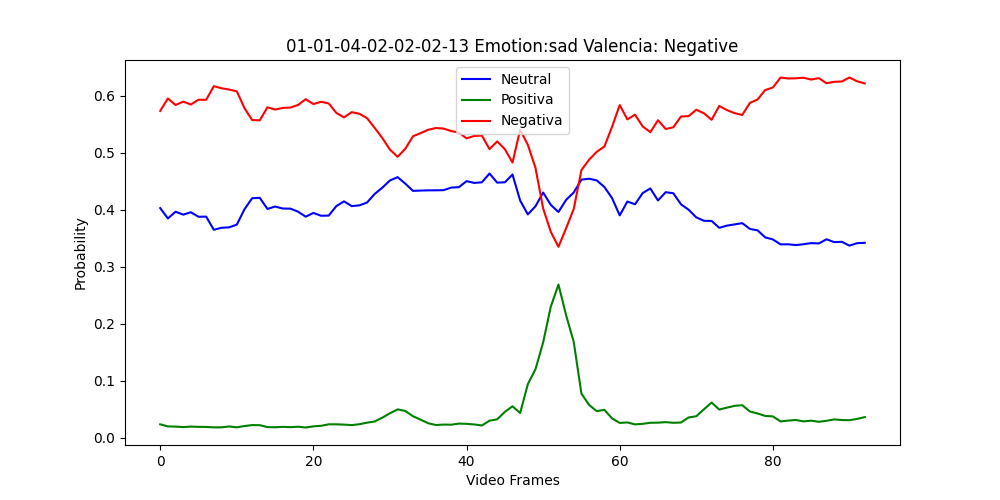 01-01-04-02-02-02-13 Emotion:sad Valencia: Negative
Neutral
Positiva
Negativa
Probability
0.6
0.5
0.4
0.3
0.2
0.1
0.0
0 20 40 60 80
Video Frames